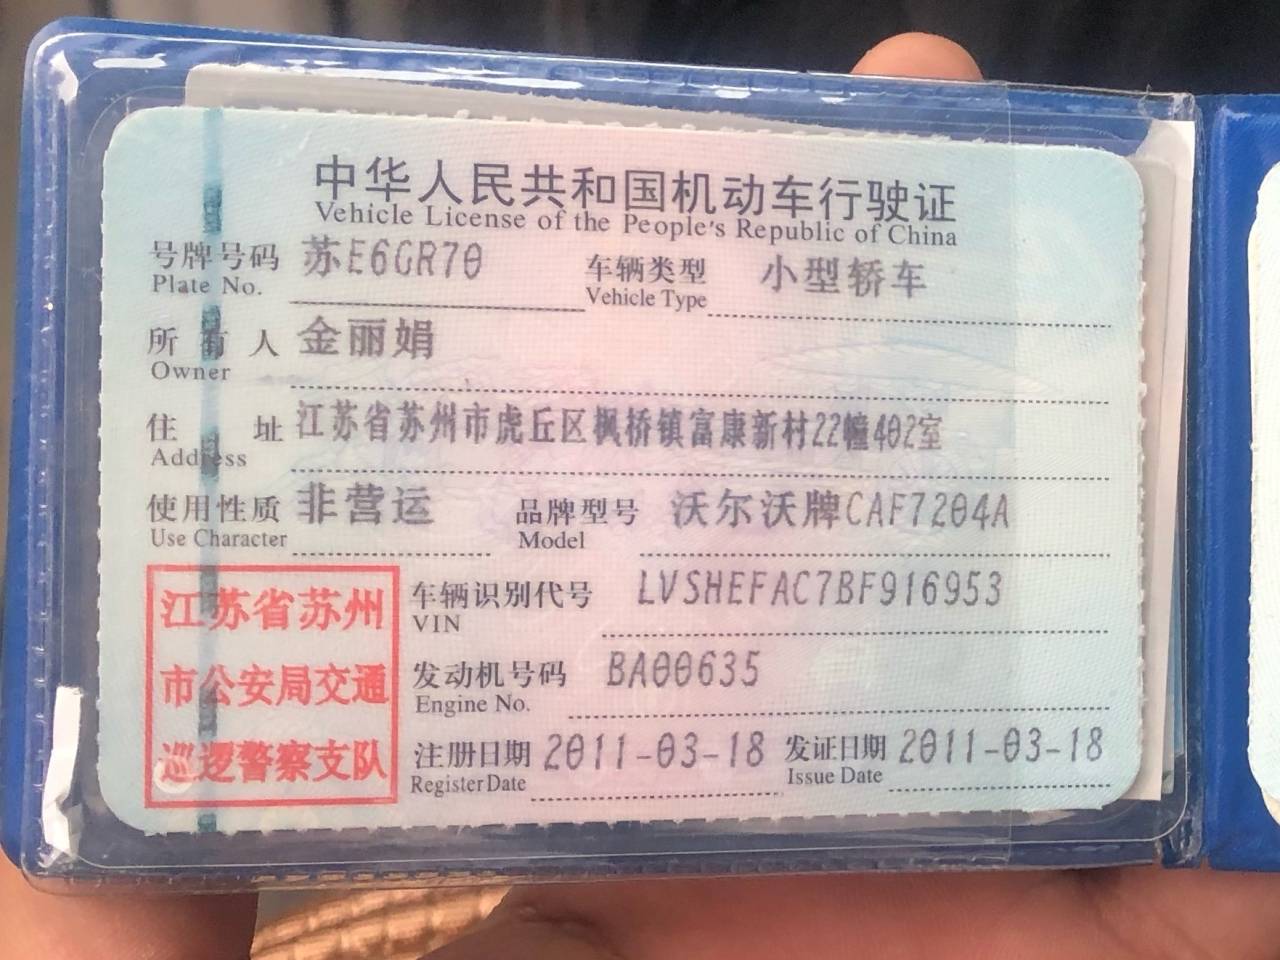 中华人民共和国机动车行驶证
Vehicle License of the People's Republic of China
号牌号码 苏E6GR70 车辆类型 小型轿车
Plate No. Vehicle Type
所有人 金丽娟
Owner
住址 江苏省苏州市虎丘区枫桥镇富康新村22幢402室
Address
使用性质 非营运 品牌型号 沃尔沃牌CAF7204A
Use Character Model
江苏省苏州
市公安局交通
巡逻警察支队
车辆识别代号 LVSHEFAC7BF916953
VIN
发动机号码 BA00635
Engine No.
注册日期 2011-03-18 发证日期 2011-03-18
Register Date Issue Date